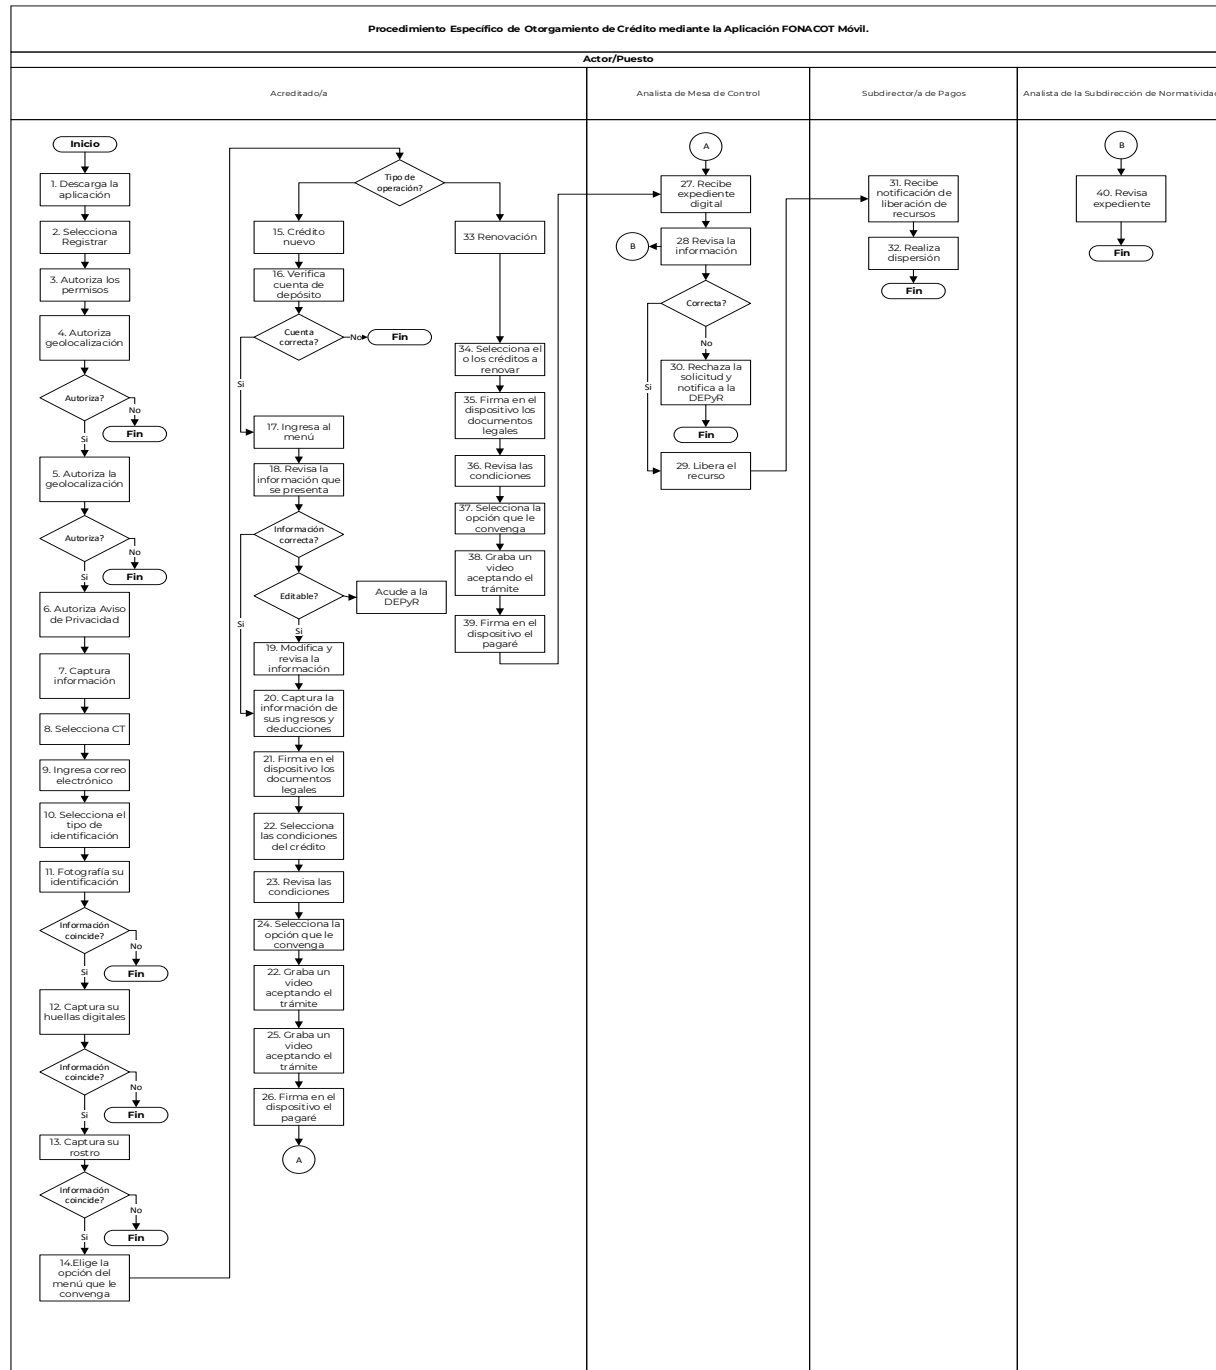 Procedimiento Específico de Otorgamiento de Crédito mediante la Aplicación FONACOT Móvil.
Actor/Puesto
Acreditado/a
Analista de Mesa de Control
Subdirector/a de Pagos
Analista de la Subdirección de Normatividad
Inicio
1. Descarga la
aplicación
2. Selecciona
Registrar
3. Autoriza los
permisos
4. Autoriza
geolocalización
Autoriza?
No
Fin
Si
5. Autoriza la
geolocalización
Autoriza?
No
Fin
Si
6. Autoriza Aviso
de Privacidad
7. Captura
información
8. Selecciona CT
9. Ingresa correo
electrónico
10. Selecciona el
tipo de
identificación
11. Fotografía su
identificación
Información
coincide?
No
Fin
Si
12. Captura su
huellas digitales
Información
coincide?
No
Fin
Si
13. Captura su
rostro
Información
coincide?
No
Fin
Si
14.Elige la
opción del
menú que le
convenga
Tipo de
operación?
15. Crédito
nuevo
16. Verifica
cuenta de
depósito
Cuenta
correcta?
No
Fin
Si
17. Ingresa al
menú
18. Revisa la
información que
se presenta
Información
correcta?
Si
Editable?
Acude a la
DEPyR
Si
19. Modifica y
revisa la
información
20. Captura la
información de
sus ingresos y
deducciones
21. Firma en el
dispositivo los
documentos
legales
22. Selecciona
las condiciones
del crédito
23. Revisa las
condiciones
24. Selecciona la
opción que le
convenga
22. Graba un
video
aceptando el
trámite
25. Graba un
video
aceptando el
trámite
26. Firma en el
dispositivo el
pagaré
A
33 Renovación
34. Selecciona el
o los créditos a
renovar
35. Firma en el
dispositivo los
documentos
legales
36. Revisa las
condiciones
37. Selecciona la
opción que le
convenga
38. Graba un
video
aceptando el
trámite
39. Firma en el
dispositivo el
pagaré
A
27. Recibe
expediente
digital
28 Revisa la
información
B
Correcta?
No
Si
30. Rechaza la
solicitud y
notifica a la
DEPyR
Fin
29. Libera el
recurso
31. Recibe
notificación de
liberación de
recursos
32. Realiza
dispersión
Fin
B
40. Revisa
expediente
Fin